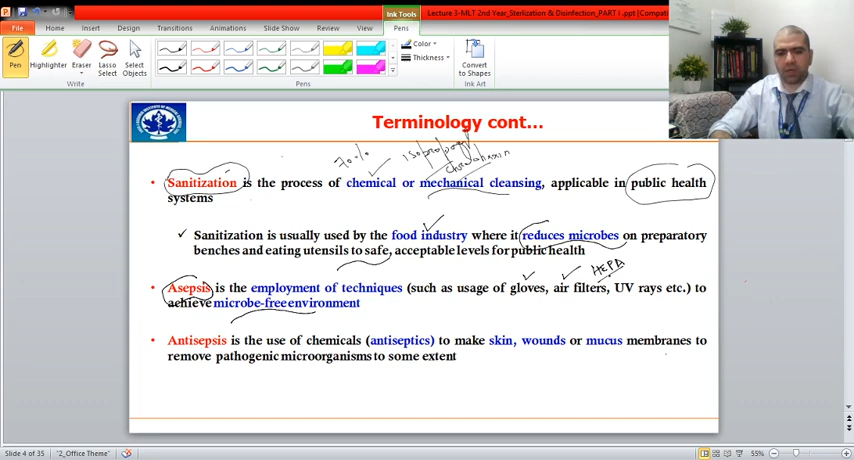 Ink Tools
Lecture 3-MLT 2nd Year_Sterlization & Disinfection_PART I .ppt [Compati
File Home Insert Design Transitions Animations Slide Show Review View Pens
Pen Highlighter Eraser Lasso Select Select Objects
Color
Thickness
Convert to Shapes
Write Pens Ink Art
Terminology cont...
70%
Sanitization is the process of chemical or mechanical cleansing, applicable in public health
systems
Sanitization is usually used by the food industry where it reduces microbes on preparatory
benches and eating utensils to safe, acceptable levels for public health
HEPA
Asepsis is the employment of techniques (such as usage of gloves, air filters, UV rays etc.) to
achieve microbe-free environment
Antisepsis is the use of chemicals (antiseptics) to make skin, wounds or mucus membranes to
remove pathogenic microorganisms to some extent
Slide 4 of 35 "2_Office Theme" 55%